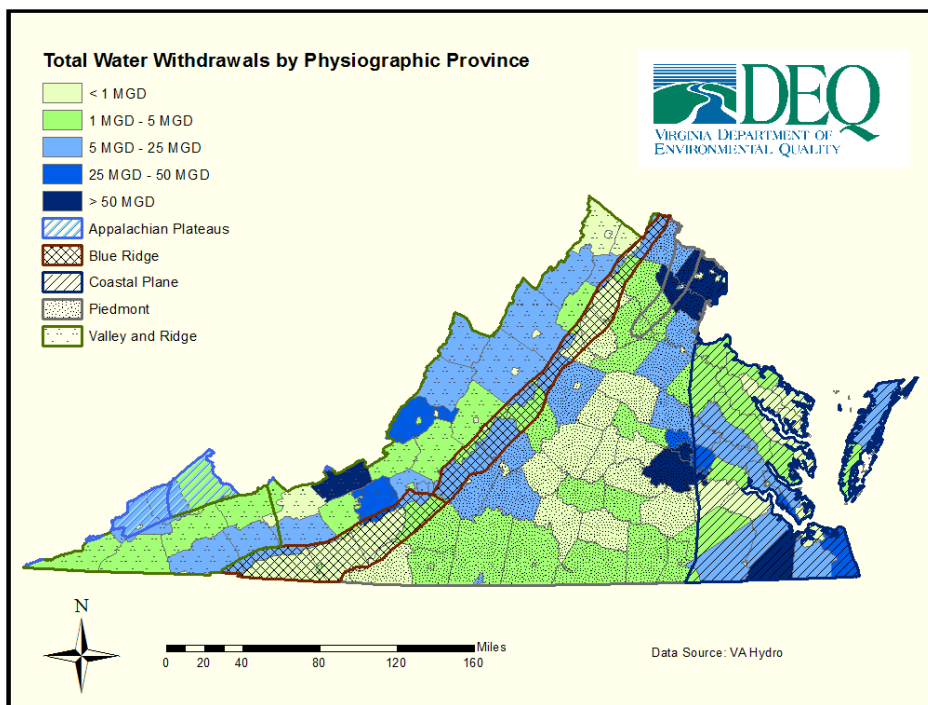 Total Water Withdrawals by Physiographic Province
< 1 MGD
1 MGD - 5 MGD
5 MGD - 25 MGD
25 MGD - 50 MGD
> 50 MGD
Appalachian Plateaus
Blue Ridge
Coastal Plane
Piedmont
Valley and Ridge
DEQ
VIRGINIA DEPARTMENT OF
ENVIRONMENTAL QUALITY
N
Miles
0 20 40 80 120 160
Data Source: VA Hydro